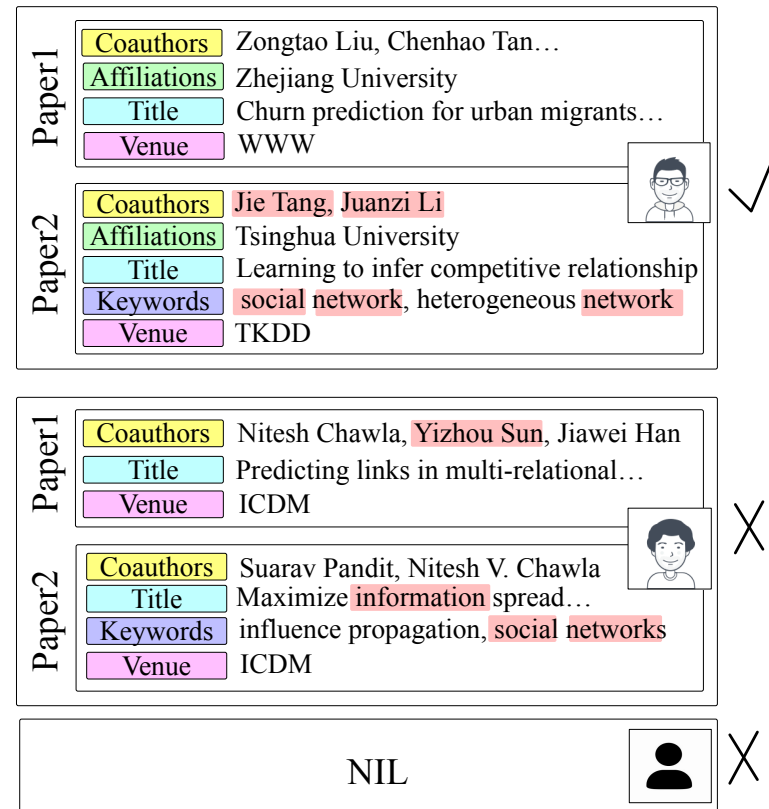 Paper1
Coauthors Zongtao Liu, Chenhao Tan…
Affiliations Zhejiang University
Title Churn prediction for urban migrants…
Venue WWW
Paper2
Coauthors Jie Tang, Juanzi Li
Affiliations Tsinghua University
Title Learning to infer competitive relationship
Keywords social network, heterogeneous network
Venue TKDD
Paper1
Coauthors Nitesh Chawla, Yizhou Sun, Jiawei Han
Title Predicting links in multi-relational…
Venue ICDM
Paper2
Coauthors Suarav Pandit, Nitesh V. Chawla
Title Maximize information spread…
Keywords influence propagation, social networks
Venue ICDM
NIL